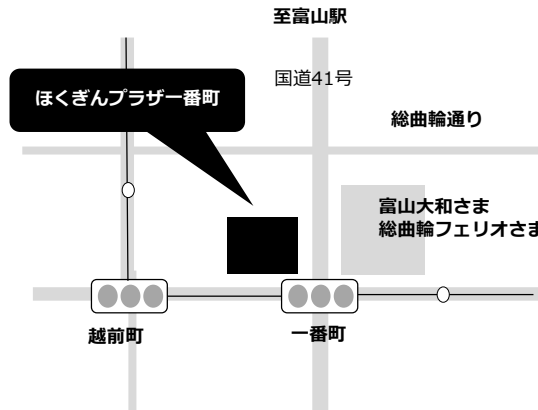 至富山駅
国道41号
ほくぎんプラザ一番町
総曲輪通り
富山大和さま
総曲輪フェリオさま
越前町
一番町